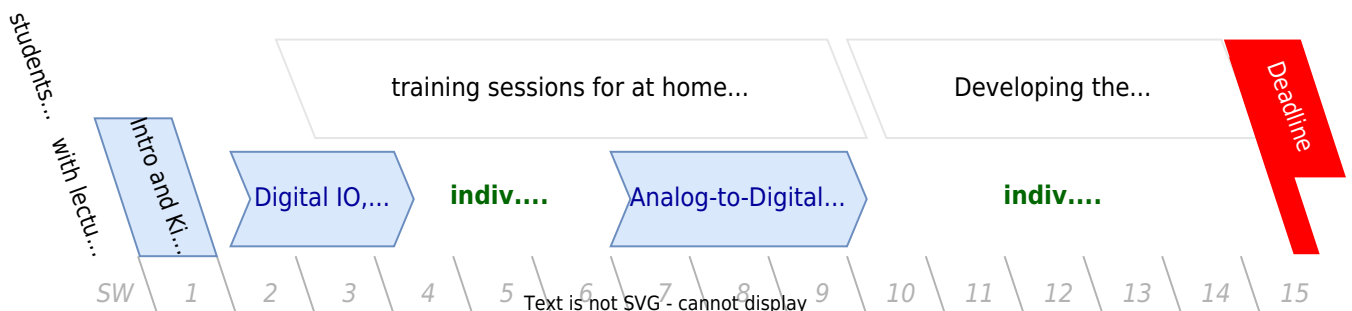 students...
training sessions for at home...
Developing the...
Deadline
with lectu...
Intro and Ki....
Digital IO,...
indiv....
Analog-to-Digital...
indiv....
SW 1 2 3 4 5 6 7 8 9 10 11 12 13 14 15
Text is not SVG - cannot display